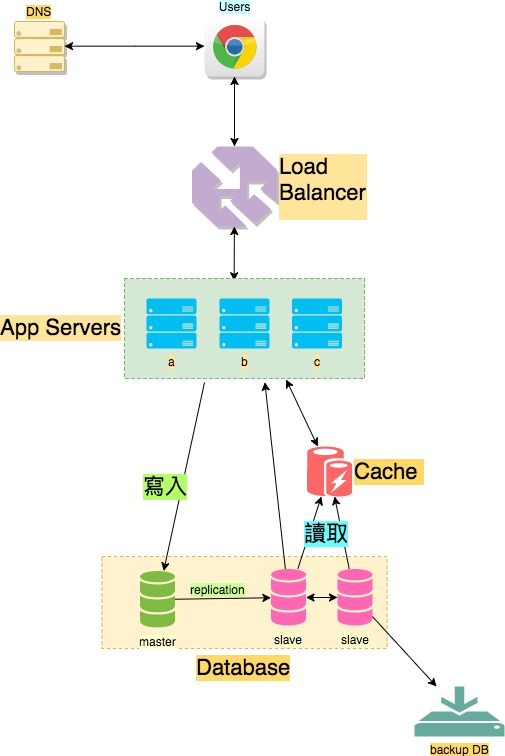 DNS
Users
Load
Balancer
App Servers
a
b
c
寫入
Cache
讀取
replication
master
slave
slave
Database
backup DB